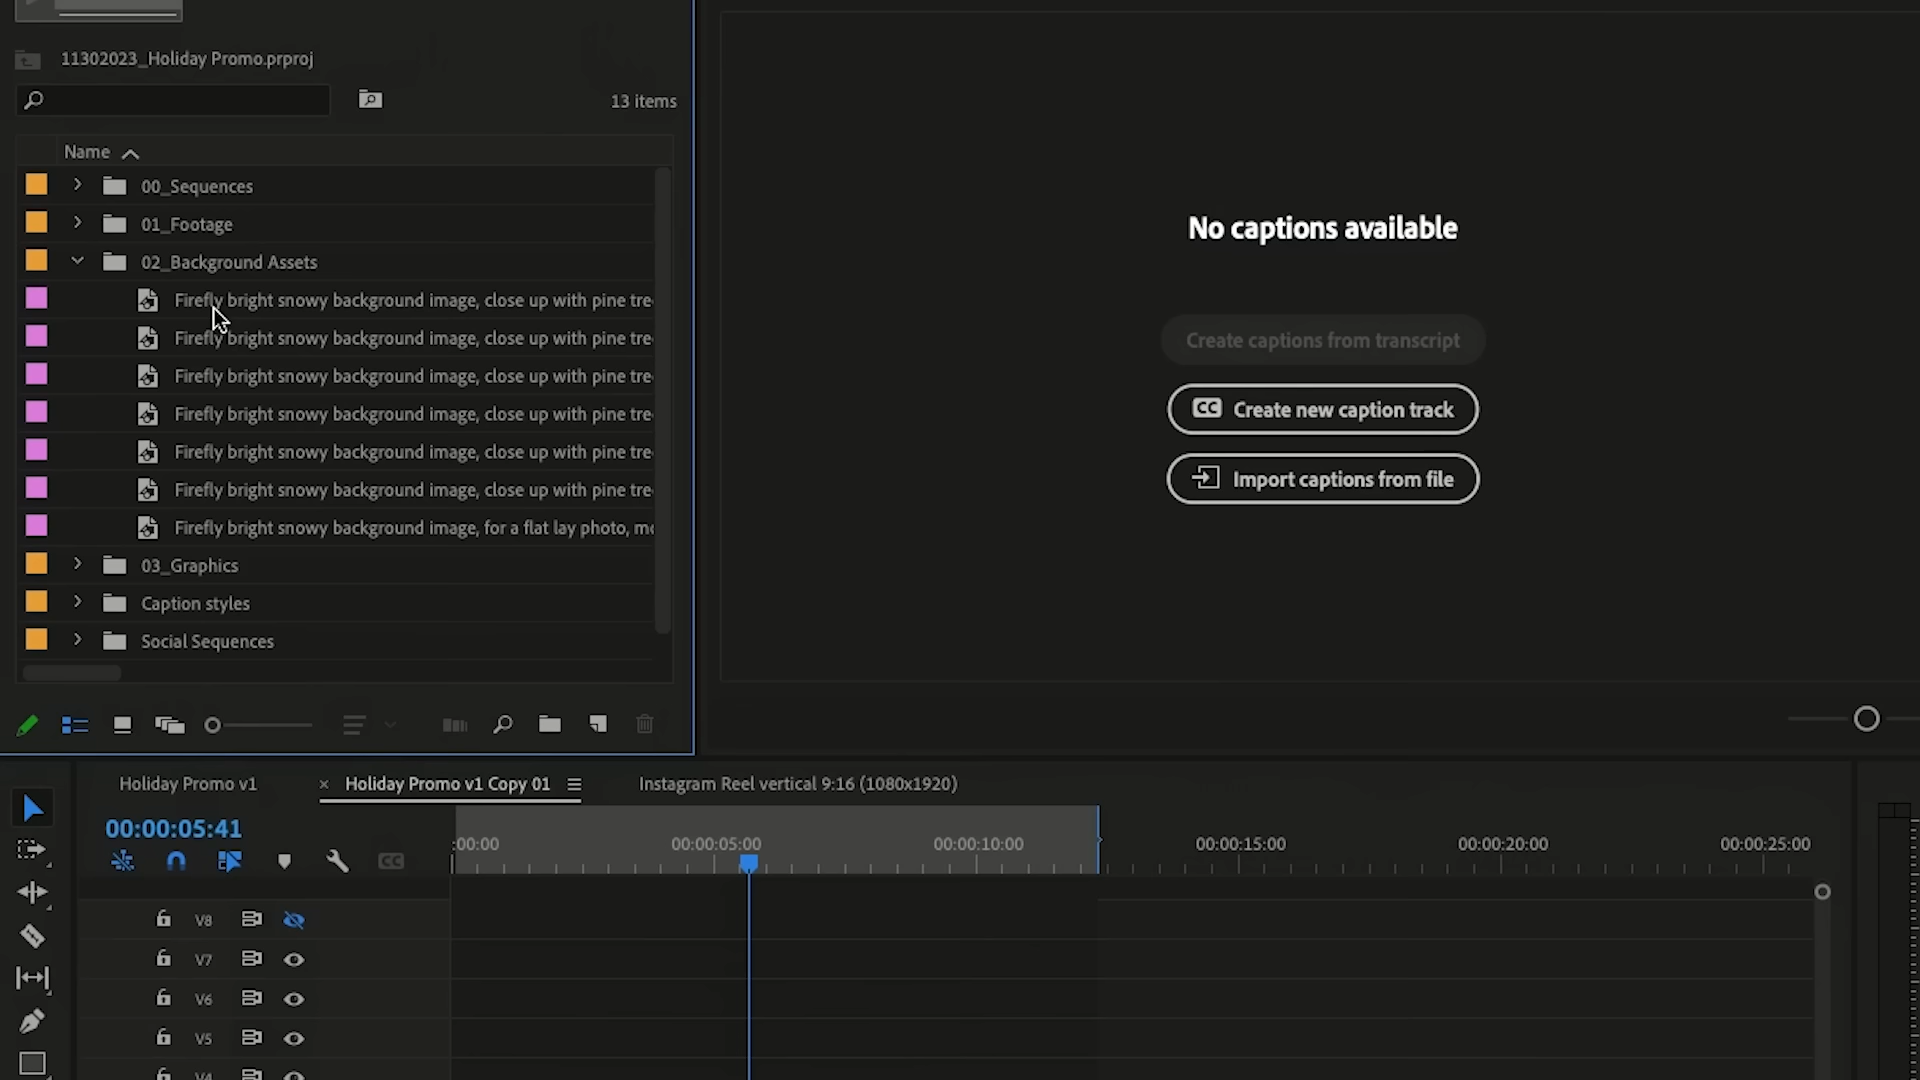 11302023_Holiday Promo.prproj
13 items
Name
00_Sequences
01_Footage
02_Background Assets
Firefly bright snowy background image, close up with pine tre
Firefly bright snowy background image, close up with pine tre
Firefly bright snowy background image, close up with pine tre
Firefly bright snowy background image, close up with pine tre
Firefly bright snowy background image, close up with pine tre
Firefly bright snowy background image, close up with pine tre
Firefly bright snowy background image, for a flat lay photo, mo
03_Graphics
Caption styles
Social Sequences
No captions available
Create captions from transcript
CC Create new caption track
Import captions from file
Holiday Promo v1
× Holiday Promo v1 Copy 01
Instagram Reel vertical 9:16 (1080x1920)
00:00:05:41
CC
:00:00
00:00:05:00
00:00:10:00
00:00:15:00
00:00:20:00
00:00:25:00
V8
V7
V6
V5
V4